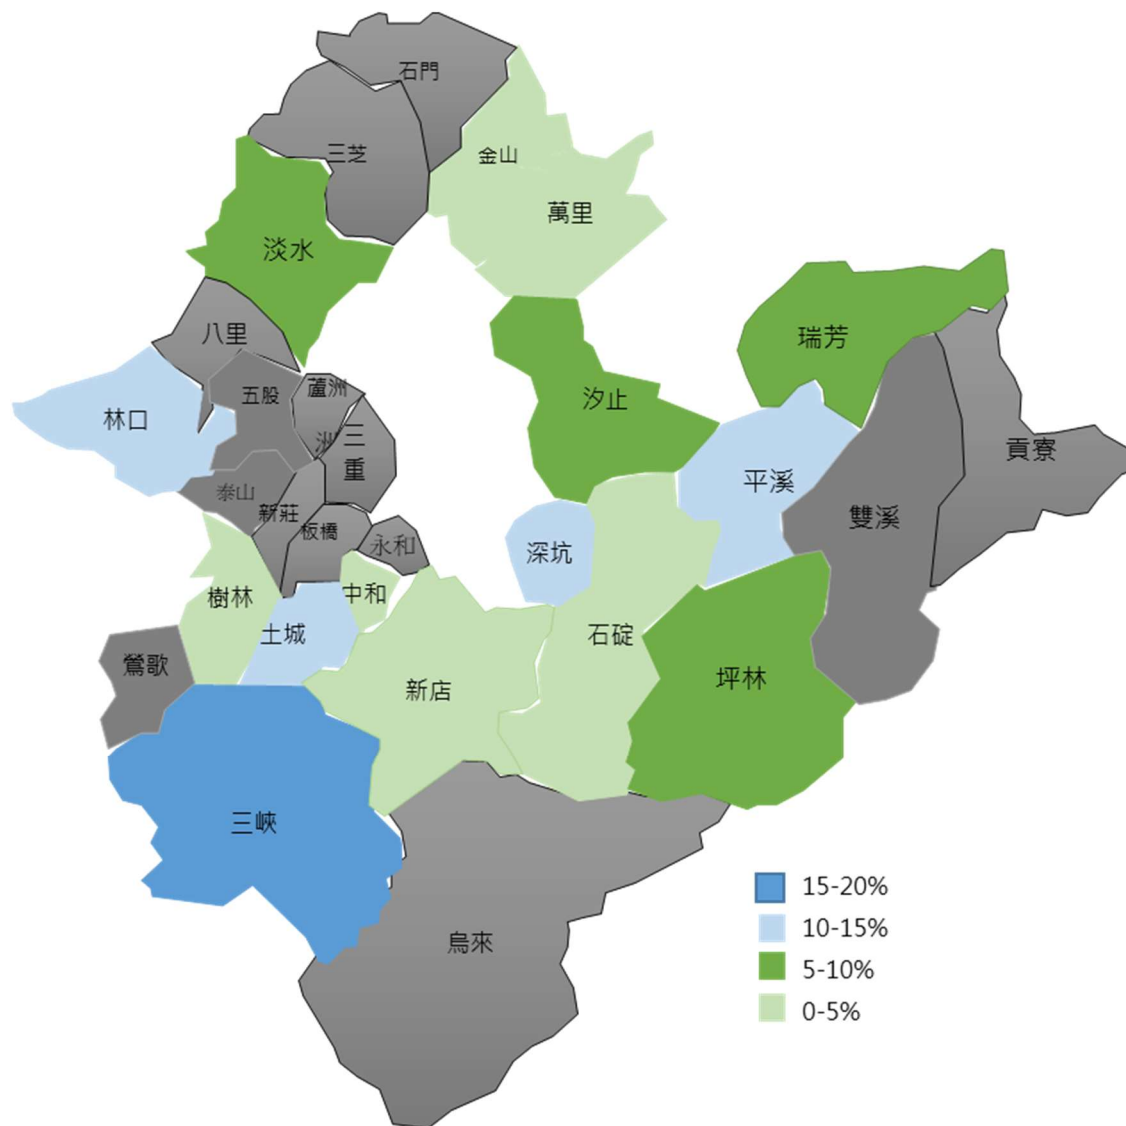 石門
三芝
金山
萬里
淡水
八里
瑞芳
五股
蘆洲
林口
汐止
洲
三
重
貢寮
平溪
泰山
新莊
板橋
雙溪
永和
深坑
樹林
中和
土城
石碇
鶯歌
新店
坪林
三峽
烏來
15-20%
10-15%
5-10%
0-5%